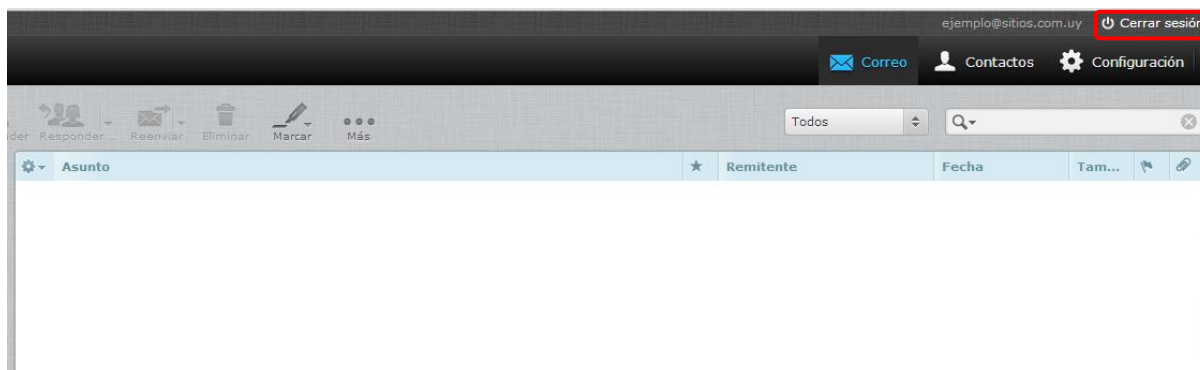 ejemplo@sitios.com.uy Cerrar sesión
Correo Contactos Configuración
der Responder ... Reenviar Eliminar Marcar Más
Todos
Asunto Remitente Fecha Tam...